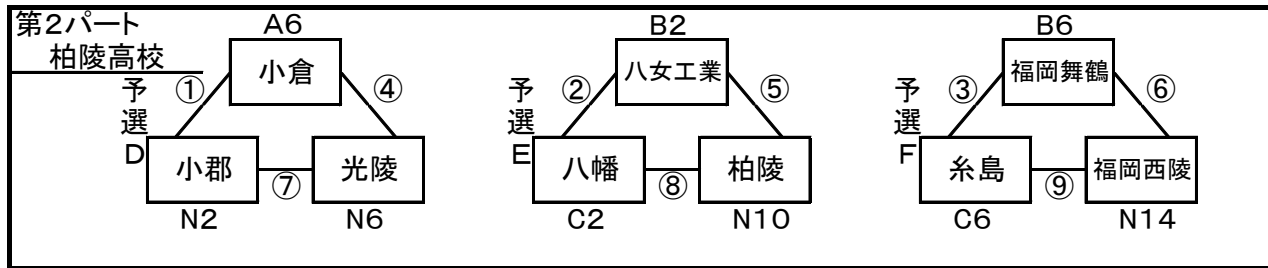 第2パート
柏陵高校
A6
小倉
予選D
①
④
小郡
⑦
光陵
N2
N6
B2
八女工業
予選E
②
⑤
八幡
⑧
柏陵
C2
N10
B6
福岡舞鶴
予選F
③
⑥
糸島
⑨
福岡西陵
C6
N14